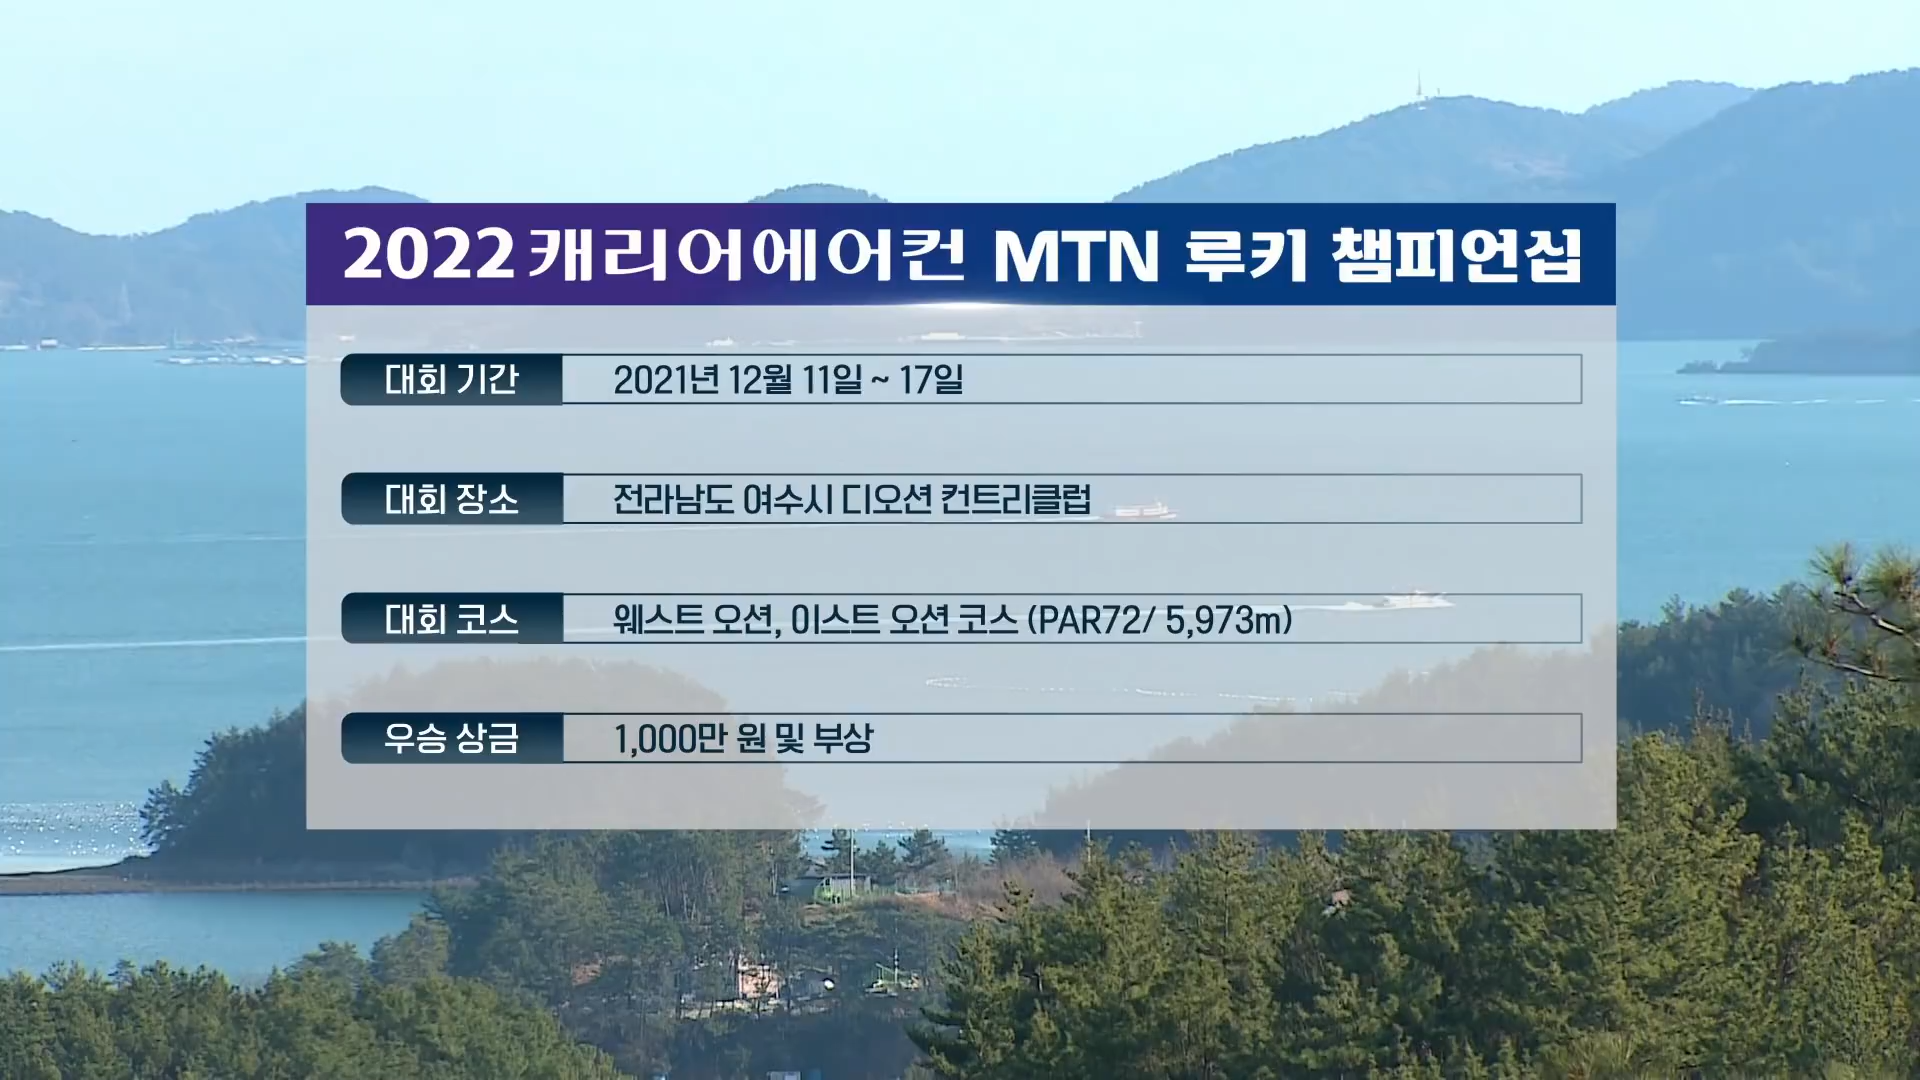 2022 캐리어에어컨 MTN 루키 챔피언십
대회 기간 2021년 12월 11일 ~ 17일
대회 장소 전라남도 여수시 디오션 컨트리클럽
대회 코스 웨스트 오션, 이스트 오션 코스 (PAR72/ 5,973m)
우승 상금 1,000만 원 및 부상